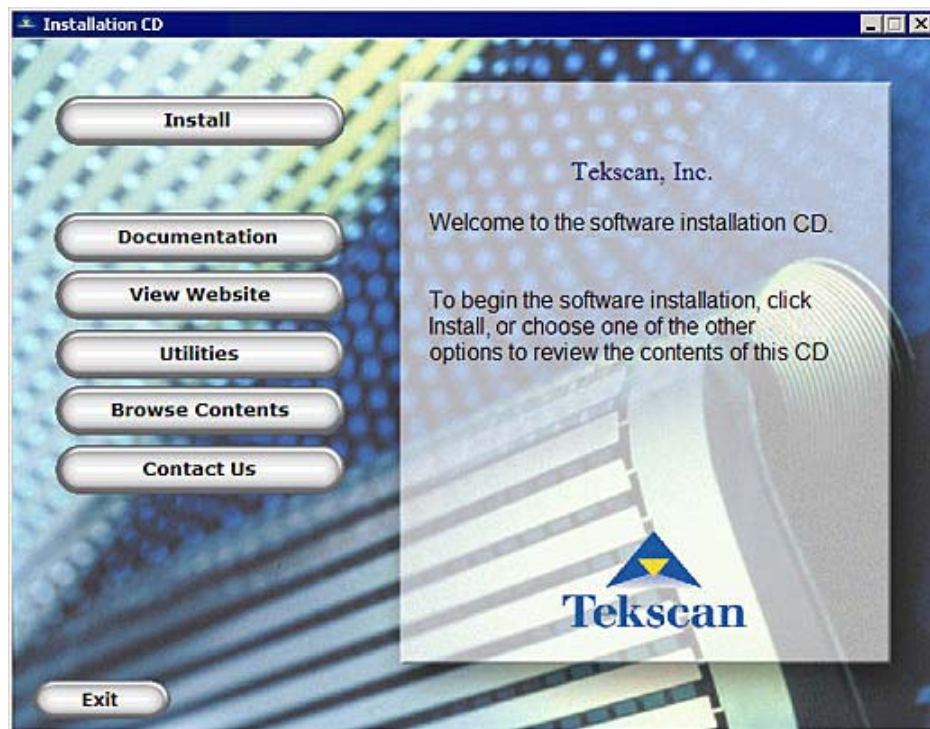 Installation CD
Install
Documentation
View Website
Utilities
Browse Contents
Contact Us
Exit
Tekscan, Inc.
Welcome to the software installation CD.
To begin the software installation, click
Install, or choose one of the other
options to review the contents of this CD
Tekscan